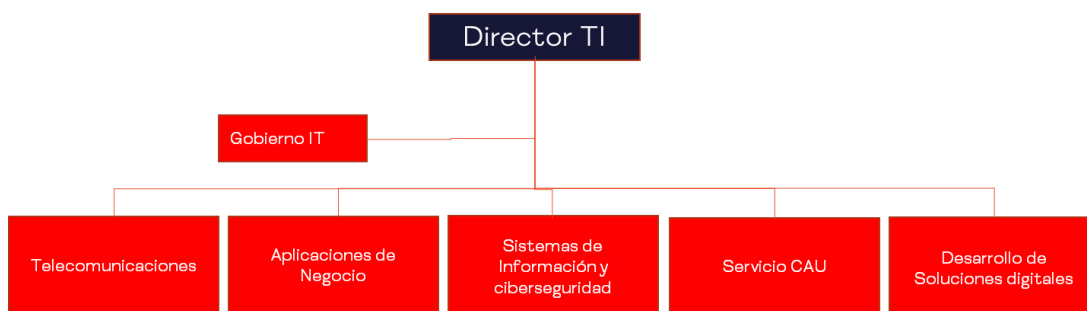 Director TI
Gobierno IT
Telecomunicaciones
Aplicaciones de
Negocio
Sistemas de
Información y
ciberseguridad
Servicio CAU
Desarrollo de
Soluciones digitales